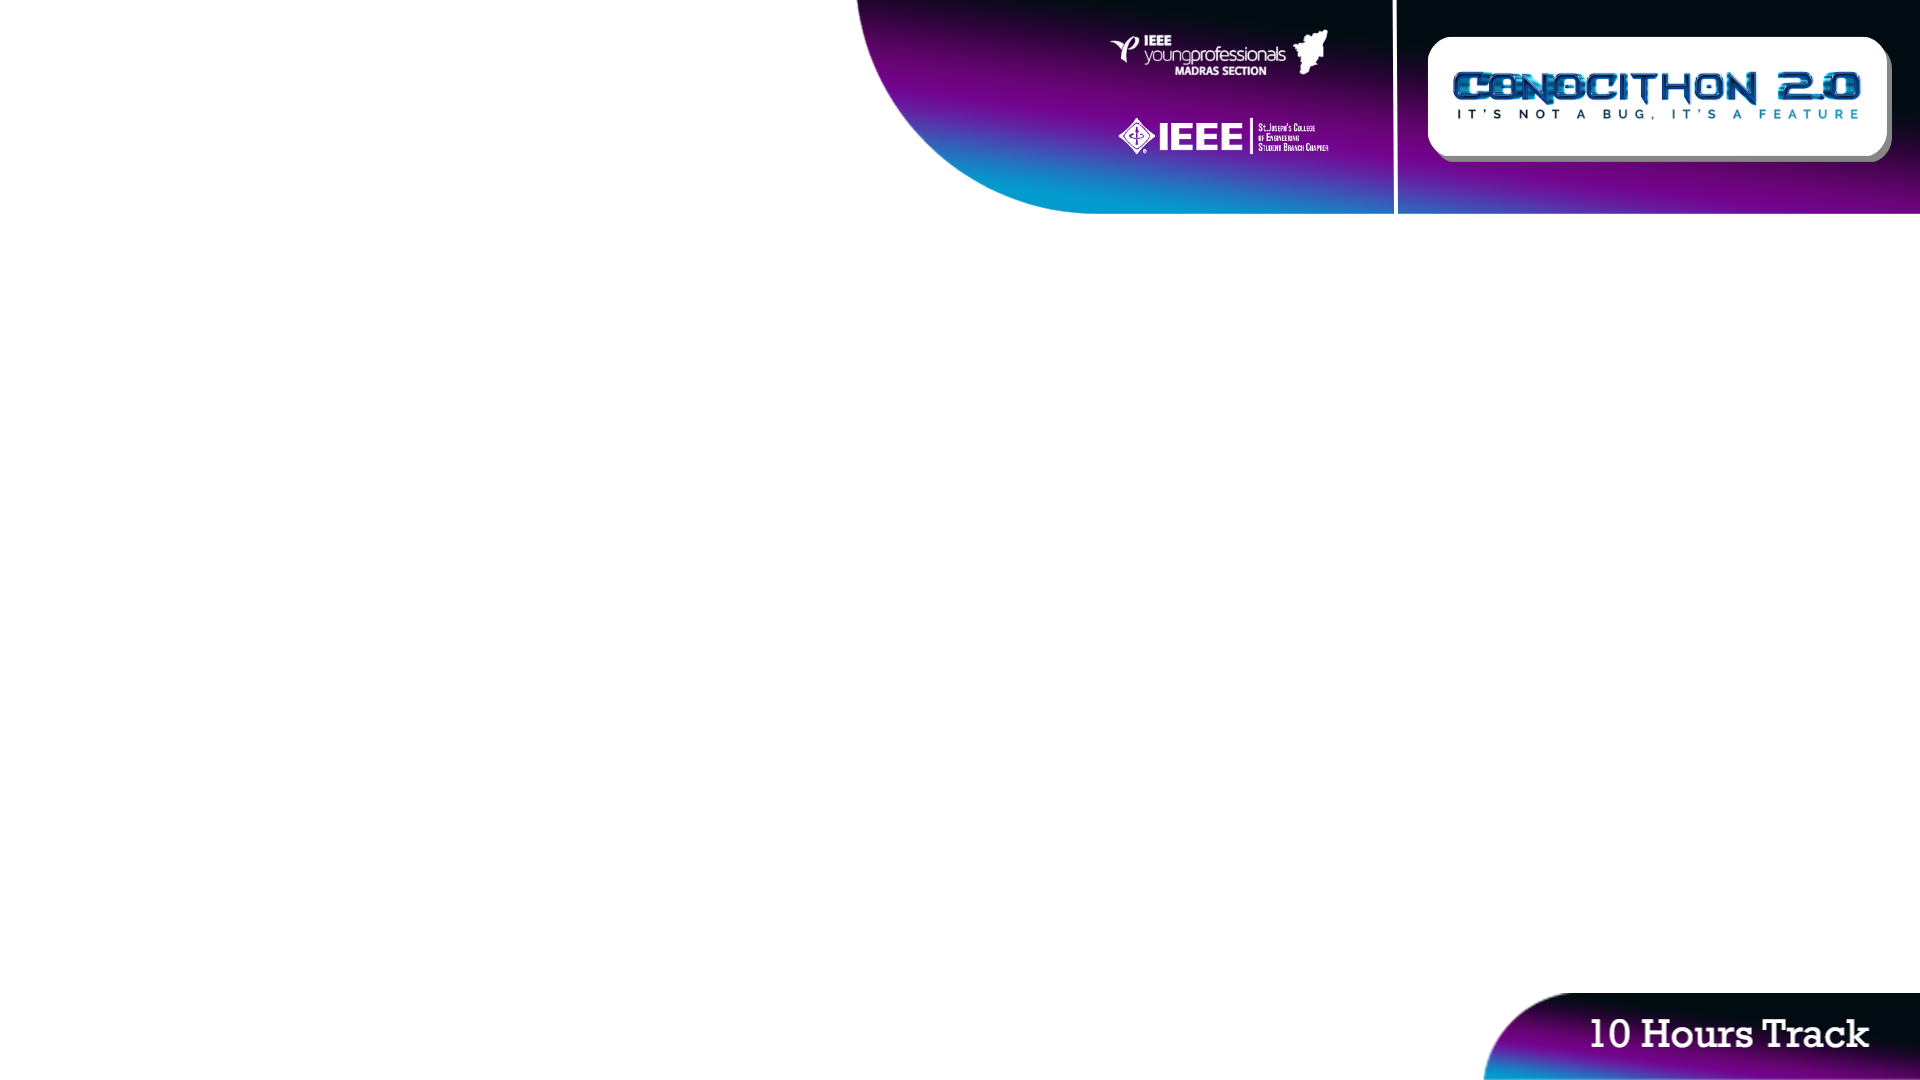 IEEE
youngprofessionals
MADRAS SECTION
IEEE
St. Joseph's College
of Engineering
Student Branch Chapter
CONOCITHON 2.0
IT'S NOT A BUG, IT'S A FEATURE
10 Hours Track